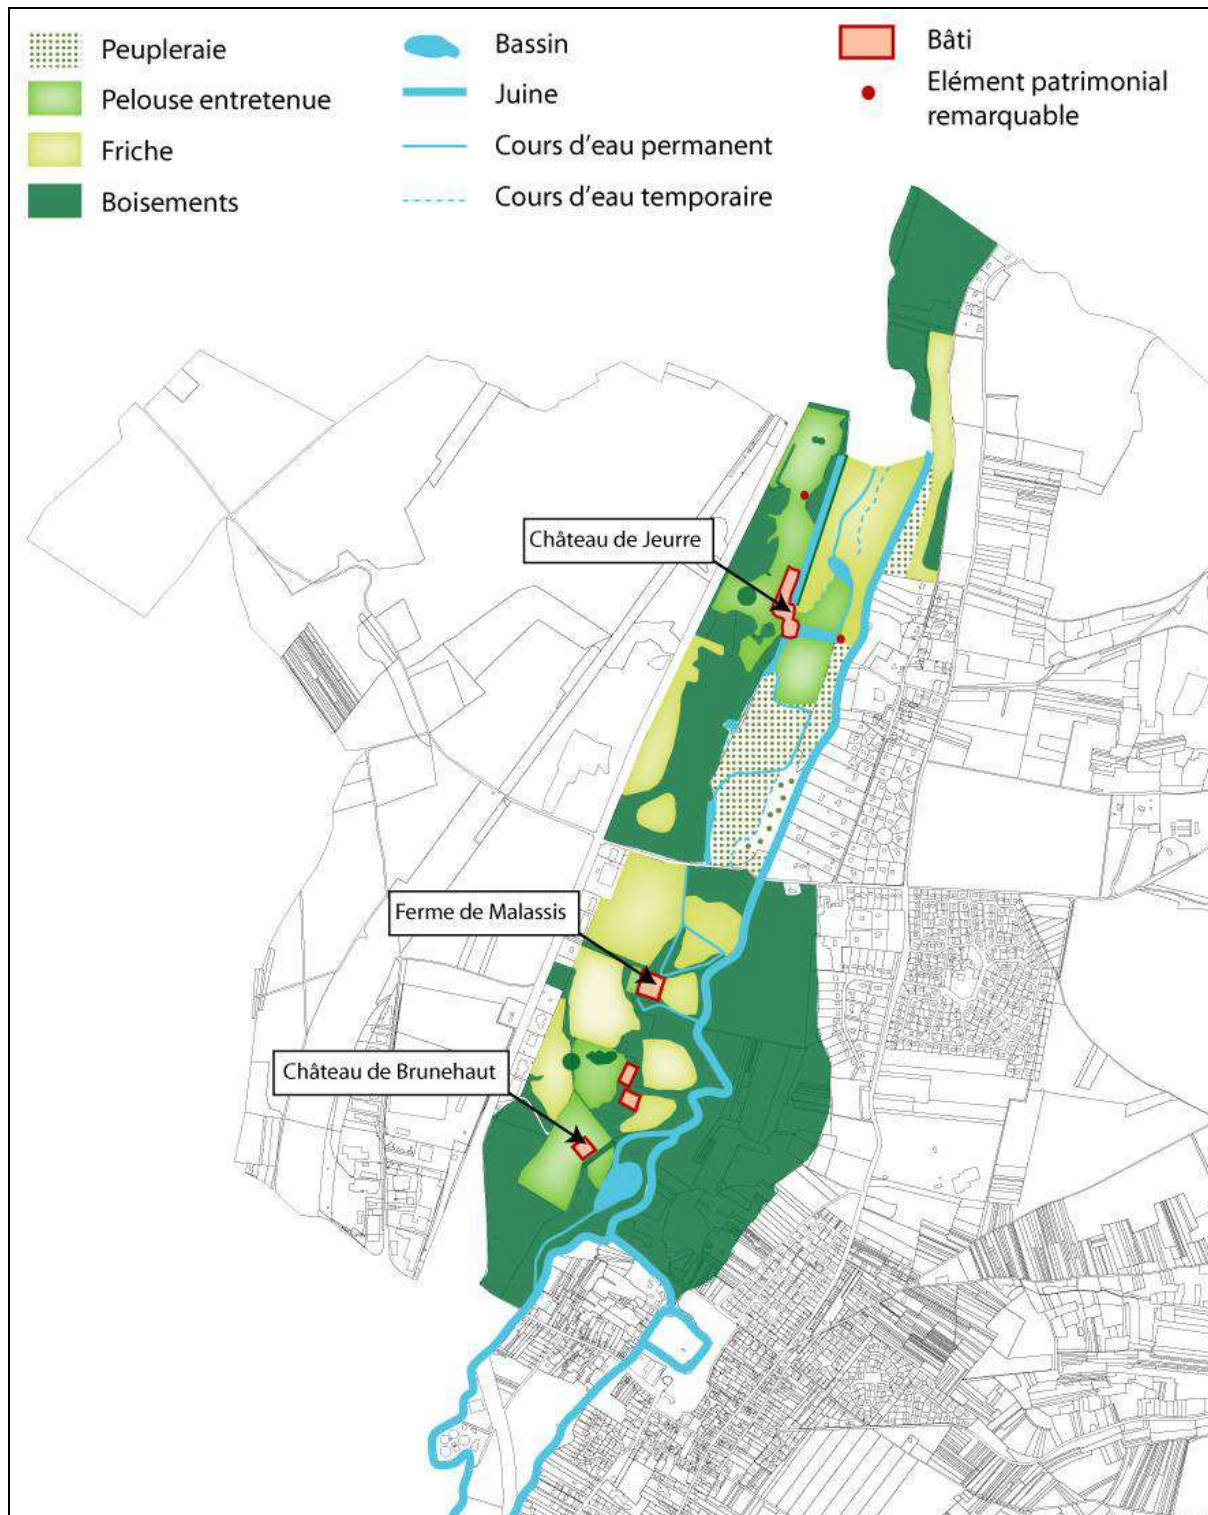 Peupleraie
Pelouse entretenue
Friche
Boisements
Bassin
Juine
Cours d'eau permanent
Cours d'eau temporaire
Bâti
Elément patrimonial
remarquable
Château de Jeurre
Ferme de Malassis
Château de Brunehaut